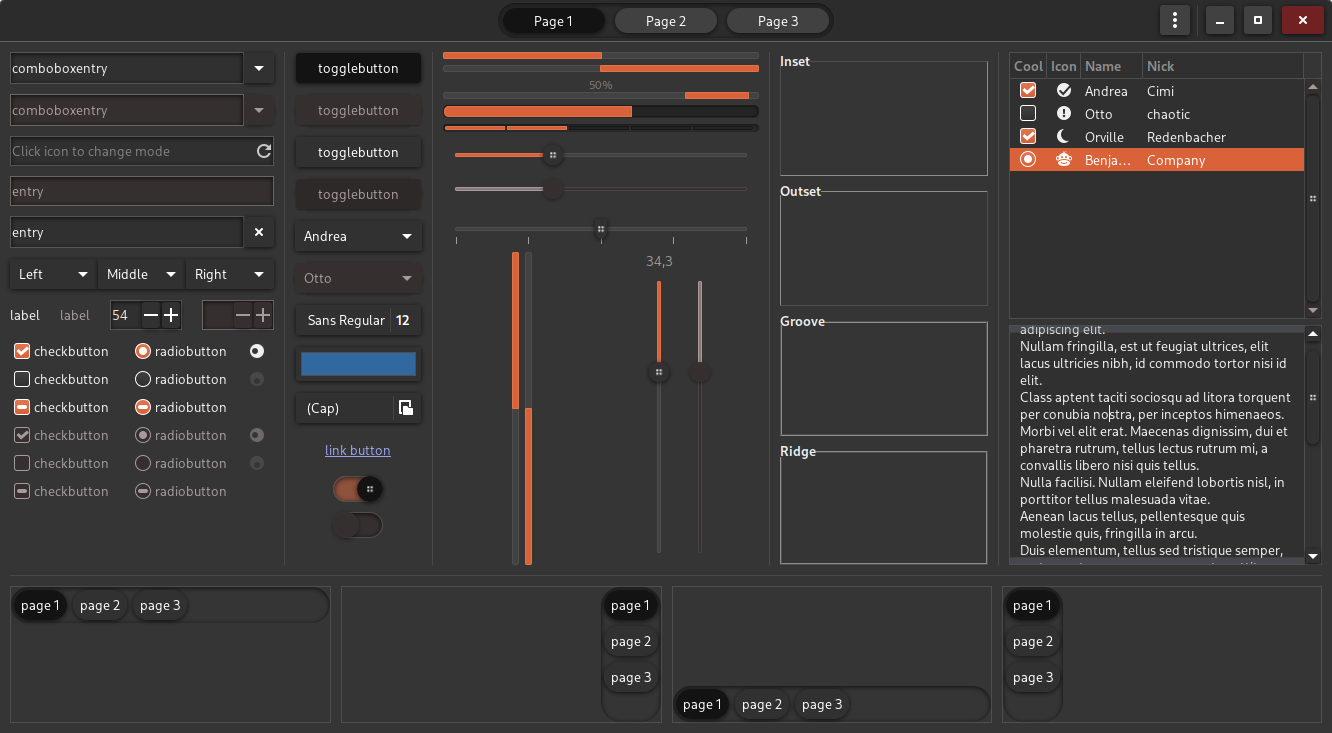 Page 1
Page 2
Page 3
comboboxentry
comboboxentry
Click icon to change mode
entry
entry
Left
Middle
Right
label
label
54
checkbutton
radiobutton
checkbutton
radiobutton
checkbutton
radiobutton
checkbutton
radiobutton
checkbutton
radiobutton
checkbutton
radiobutton
togglebutton
togglebutton
togglebutton
togglebutton
Andrea
Otto
Sans Regular 12
(Cap)
link button
50%
34,3
Inset
Outset
Groove
Ridge
Cool Icon Name Nick
Andrea Cimi
Otto chaotic
Orville Redenbacher
Benja... Company
adipiscing elit.
Nullam fringilla, est ut feugiat ultrices, elit
lacus ultricies nibh, id commodo tortor nisi id
elit.
Class aptent taciti sociosqu ad litora torquent
per conubia nostra, per inceptos himenaeos.
Morbi vel elit erat. Maecenas dignissim, dui et
pharetra rutrum, tellus lectus rutrum mi, a
convallis libero nisi quis tellus.
Nulla facilisi. Nullam eleifend lobortis nisl, in
porttitor tellus malesuada vitae.
Aenean lacus tellus, pellentesque quis
molestie quis, fringilla in arcu.
Duis elementum, tellus sed tristique semper,
page 1
page 2
page 3
page 1
page 2
page 3
page 1
page 2
page 3
page 1
page 2
page 3